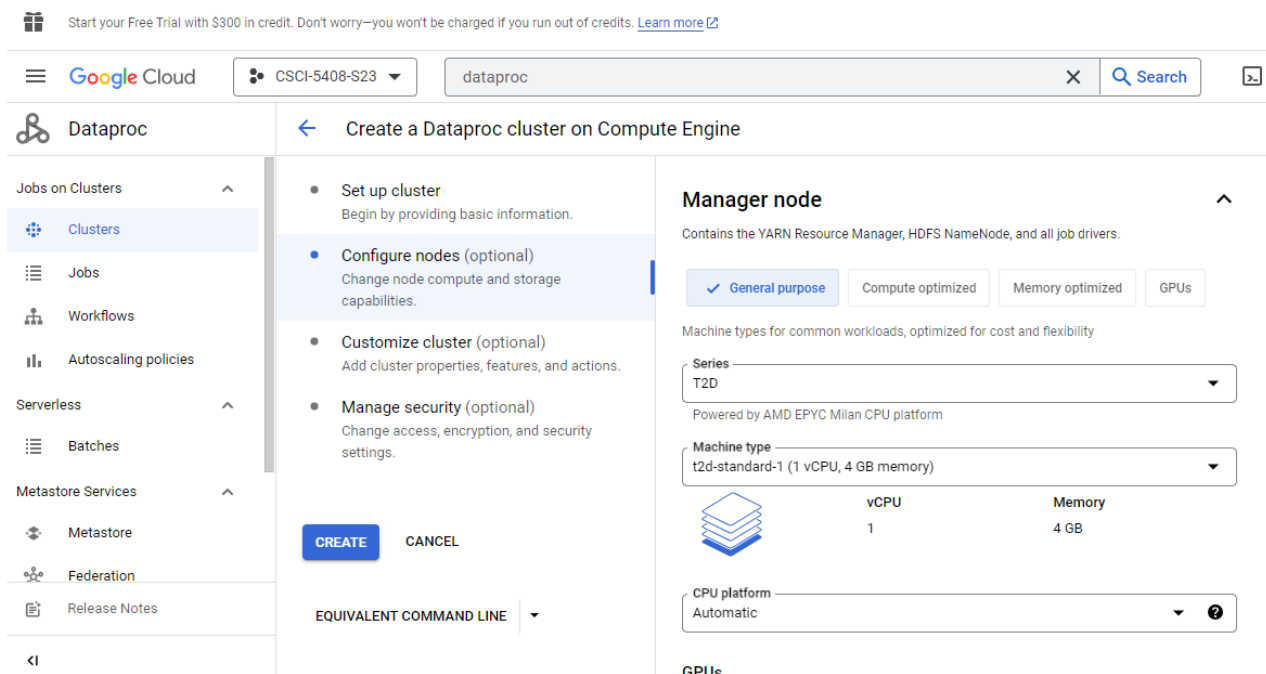 Start your Free Trial with $300 in credit. Don't worry—you won't be charged if you run out of credits. Learn more
Google Cloud
CSCI-5408-S23
dataproc
Search
Dataproc
Create a Dataproc cluster on Compute Engine
Jobs on Clusters
Clusters
Jobs
Workflows
Autoscaling policies
Serverless
Batches
Metastore Services
Metastore
Federation
Release Notes
Set up cluster
Begin by providing basic information.
Configure nodes (optional)
Change node compute and storage
capabilities.
Customize cluster (optional)
Add cluster properties, features, and actions.
Manage security (optional)
Change access, encryption, and security
settings.
CREATE
CANCEL
EQUIVALENT COMMAND LINE
Manager node
Contains the YARN Resource Manager, HDFS NameNode, and all job drivers.
General purpose
Compute optimized
Memory optimized
GPUs
Machine types for common workloads, optimized for cost and flexibility
Series
T2D
Powered by AMD EPYC Milan CPU platform
Machine type
t2d-standard-1 (1 vCPU, 4 GB memory)
vCPU
Memory
1
4 GB
CPU platform
Automatic
GPUs